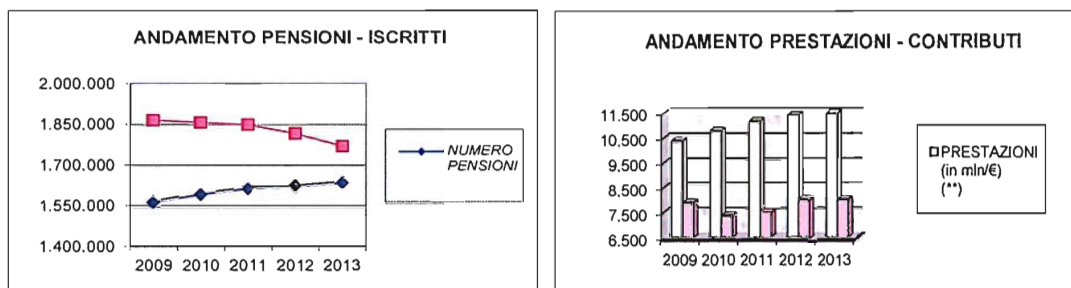 ANDAMENTO PENSIONI - ISCRITTI
2.000.000
1.850.000
1.700.000
1.550.000
1.400.000
2009 2010 2011 2012 2013
NUMERO
PENSIONI
ANDAMENTO PRESTAZIONI - CONTRIBUTI
11.500
10.500
9.500
8.500
7.500
6.500
2009 2010 2011 2012 2013
PRESTAZIONI
(in mln/€)
(**)